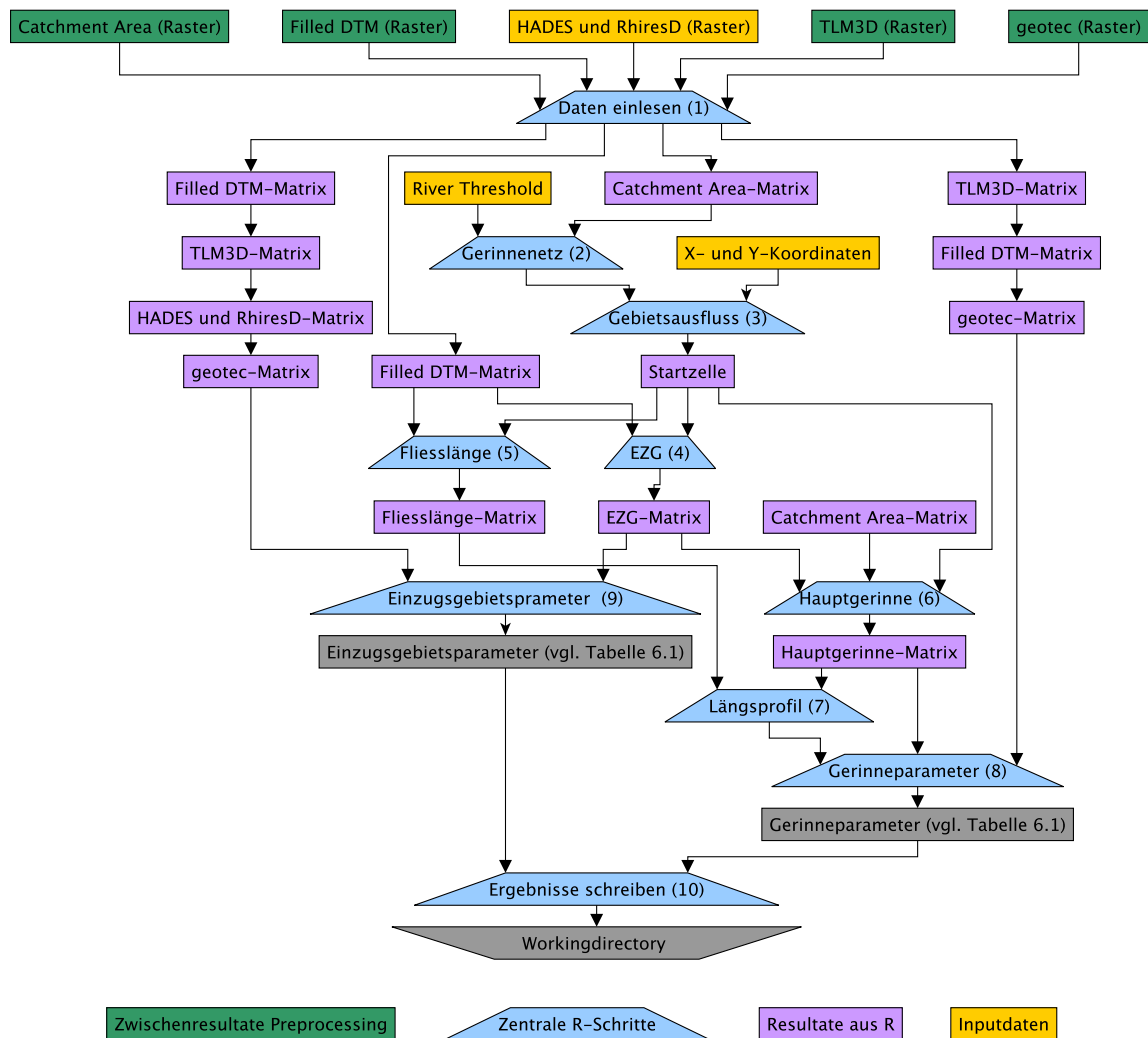 Catchment Area (Raster)
Filled DTM (Raster)
HADES und RhiresD (Raster)
TLM3D (Raster)
geotec (Raster)
Daten einlesen (1)
Filled DTM-Matrix
River Threshold
Catchment Area-Matrix
TLM3D-Matrix
TLM3D-Matrix
Gerinnenetz (2)
X- und Y-Koordinaten
Filled DTM-Matrix
HADES und RhiresD-Matrix
Gebietsausfluss (3)
geotec-Matrix
geotec-Matrix
Filled DTM-Matrix
Startzelle
Fliesslänge (5)
EZG (4)
Fliesslänge-Matrix
EZG-Matrix
Catchment Area-Matrix
Einzugsgebietsprameter (9)
Hauptgerinne (6)
Einzugsgebietsparameter (vgl. Tabelle 6.1)
Hauptgerinne-Matrix
Längsprofil (7)
Gerinneparameter (8)
Gerinneparameter (vgl. Tabelle 6.1)
Ergebnisse schreiben (10)
Workingdirectory
Zwischenresultate Preprocessing
Zentrale R-Schritte
Resultate aus R
Inputdaten